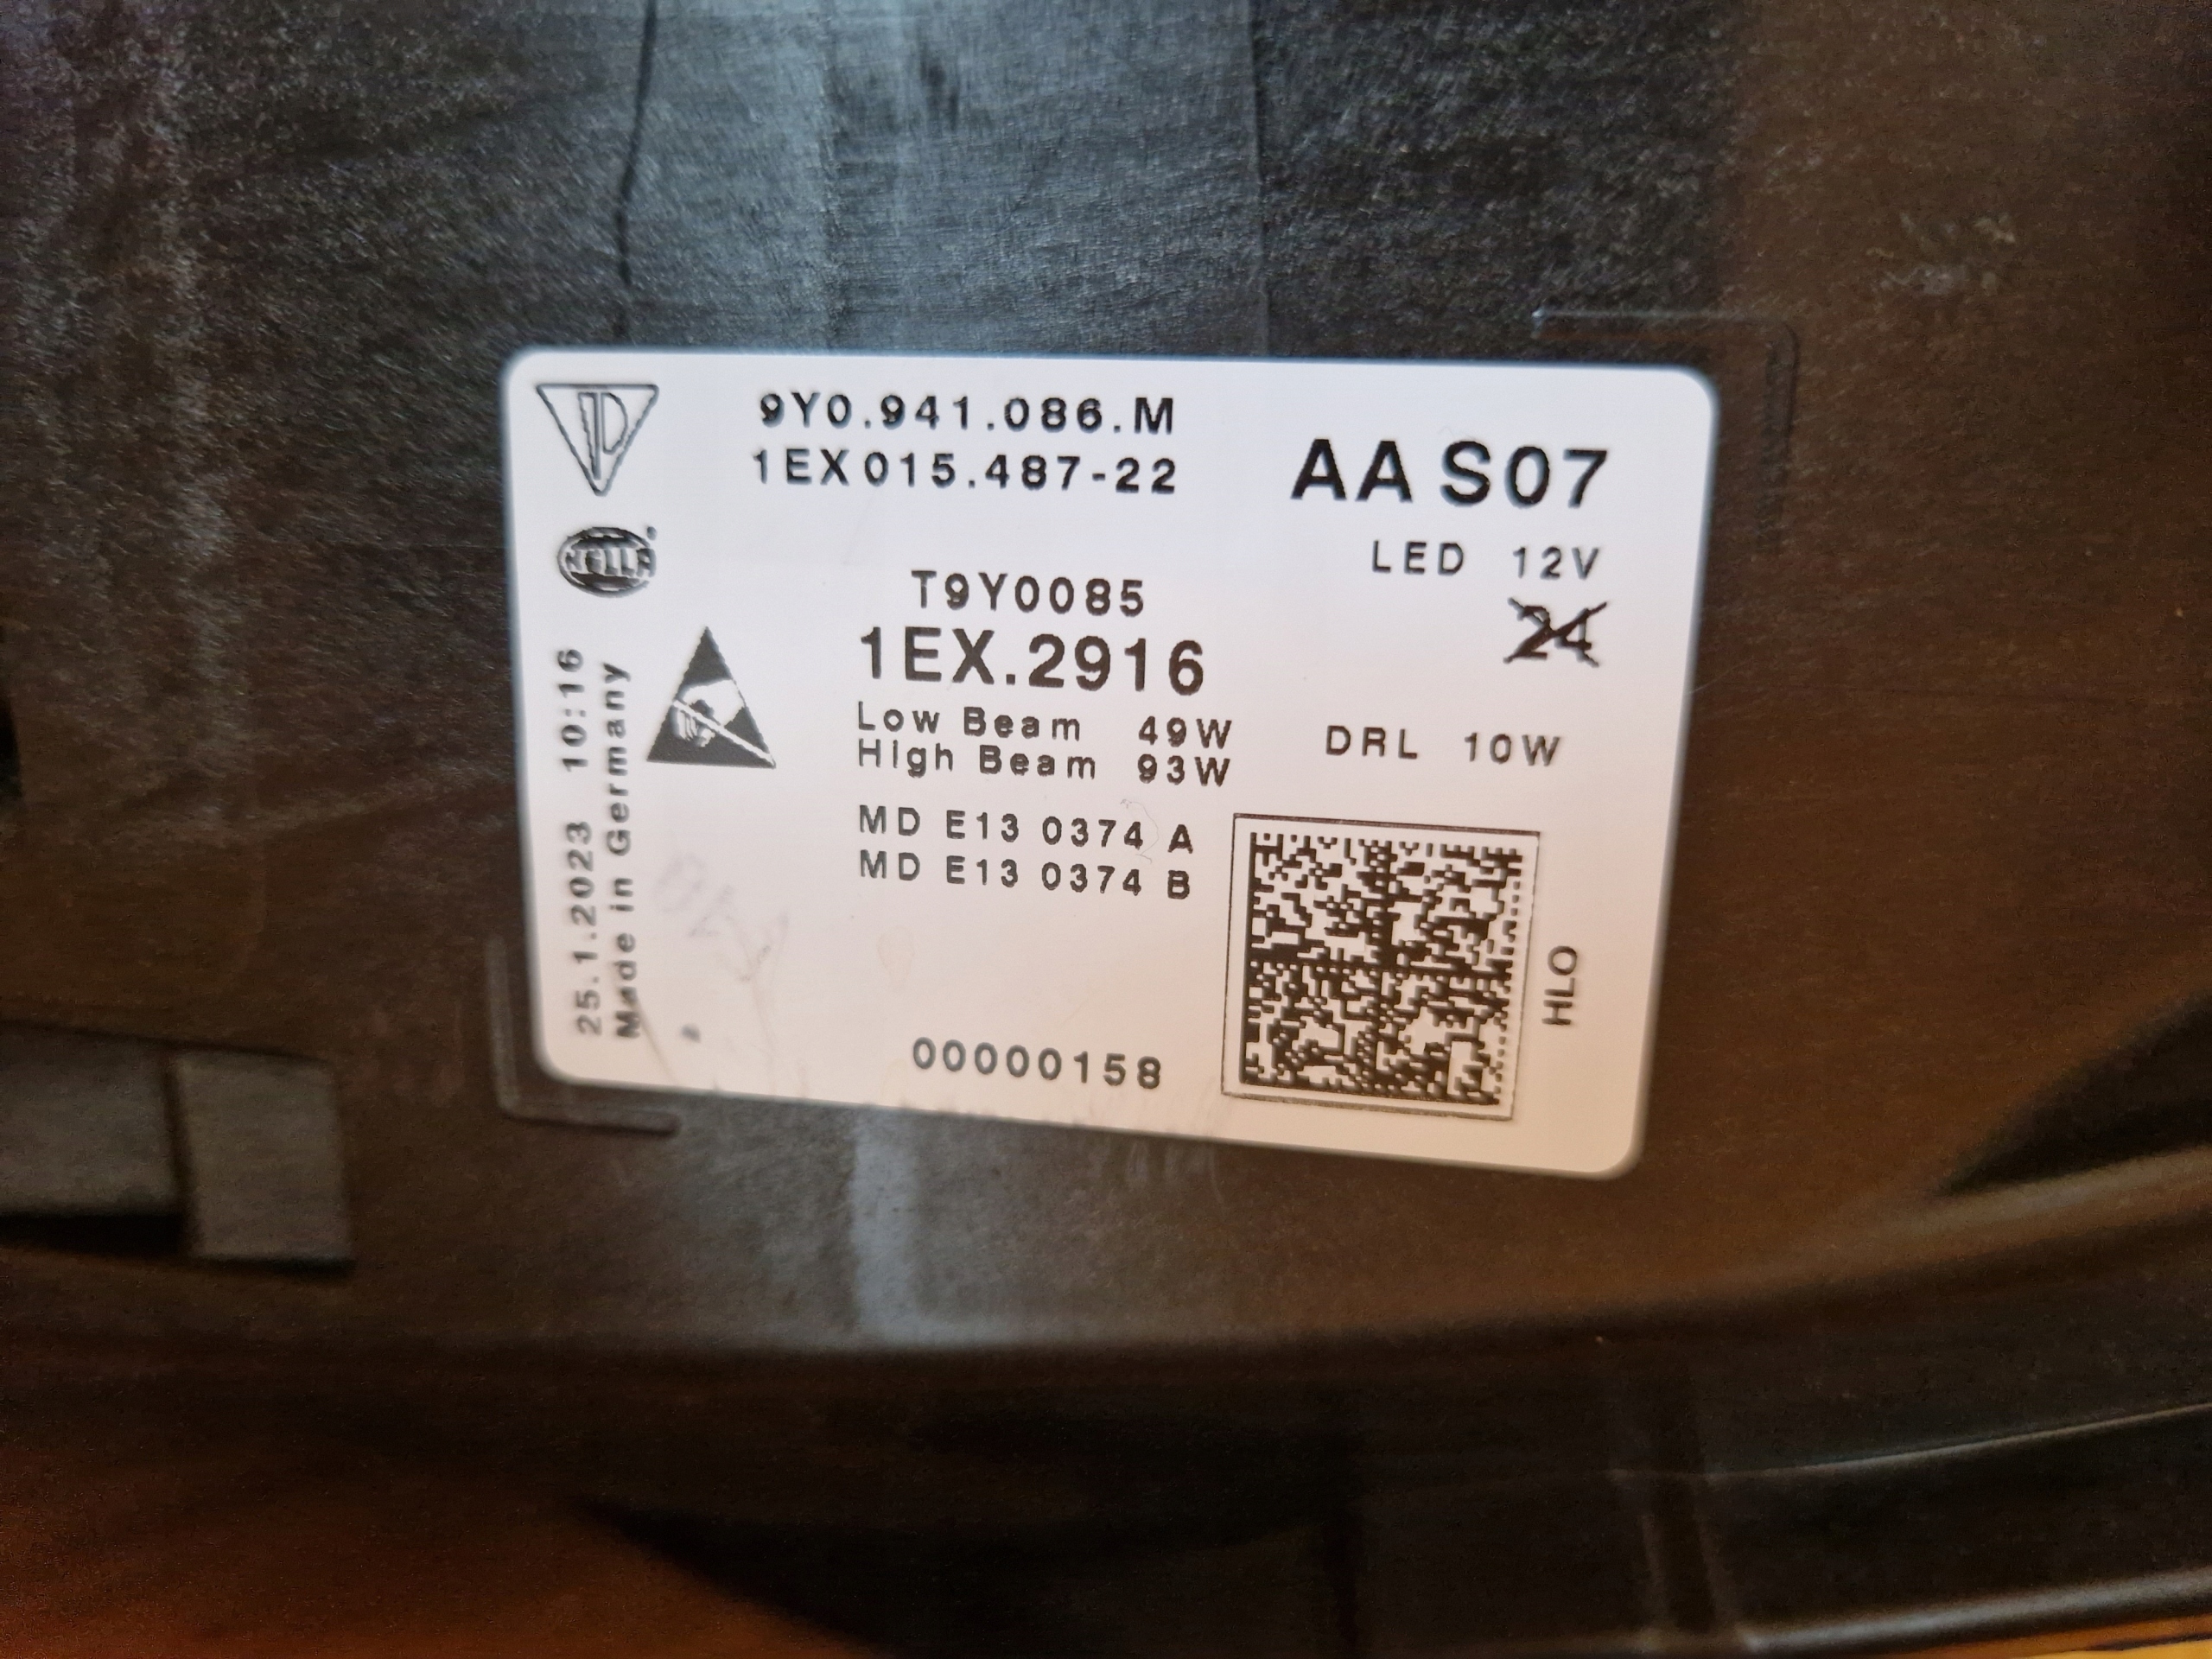 9Y0.941.086.M
1EX015.487-22
AA S07
HELLA
LED 12V
24
T9Y0085
1EX.2916
Low Beam 49W
High Beam 93W
DRL 10W
MD E13 0374 A
MD E13 0374 B
25.1.2023 10:16
Made in Germany
HLO
00000158